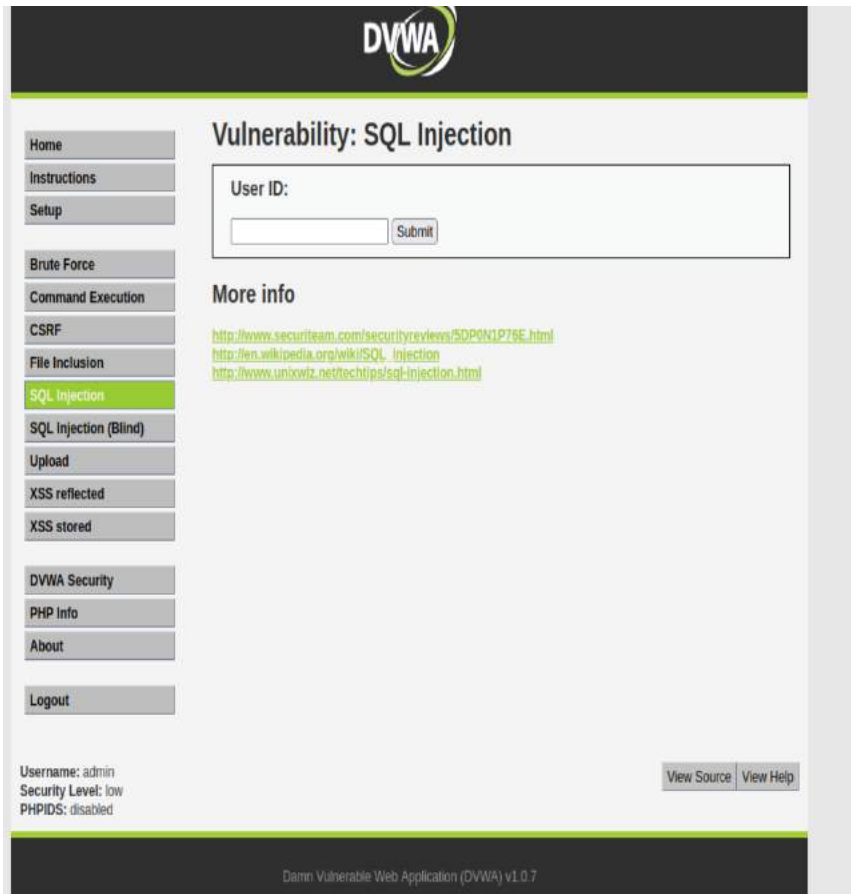 DVWA
Home
Instructions
Setup
Brute Force
Command Execution
CSRF
File Inclusion
SQL Injection
SQL Injection (Blind)
Upload
XSS reflected
XSS stored
DVWA Security
PHP Info
About
Logout
Vulnerability: SQL Injection
User ID:
Submit
More info
http://www.securiteam.com/securityreviews/5DP0N1P76E.html
http://en.wikipedia.org/wiki/SQL_injection
http://www.unixwiz.net/techtips/sql-injection.html
Username: admin
Security Level: low
PHPIDS: disabled
View Source
View Help
Damn Vulnerable Web Application (DVWA) v1.0.7